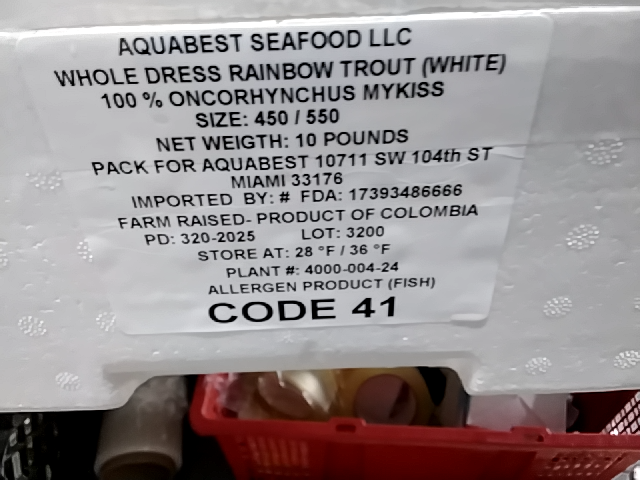 AQUABEST SEAFOOD LLC
WHOLE DRESS RAINBOW TROUT (WHITE)
100 % ONCORHYNCHUS MYKISS
SIZE: 450 / 550
NET WEIGTH: 10 POUNDS
PACK FOR AQUABEST 10711 SW 104th ST
MIAMI 33176
IMPORTED BY: # FDA: 17393486666
FARM RAISED- PRODUCT OF COLOMBIA
PD: 320-2025 LOT: 3200
STORE AT: 28 °F / 36 °F
PLANT #: 4000-004-24
ALLERGEN PRODUCT (FISH)
CODE 41